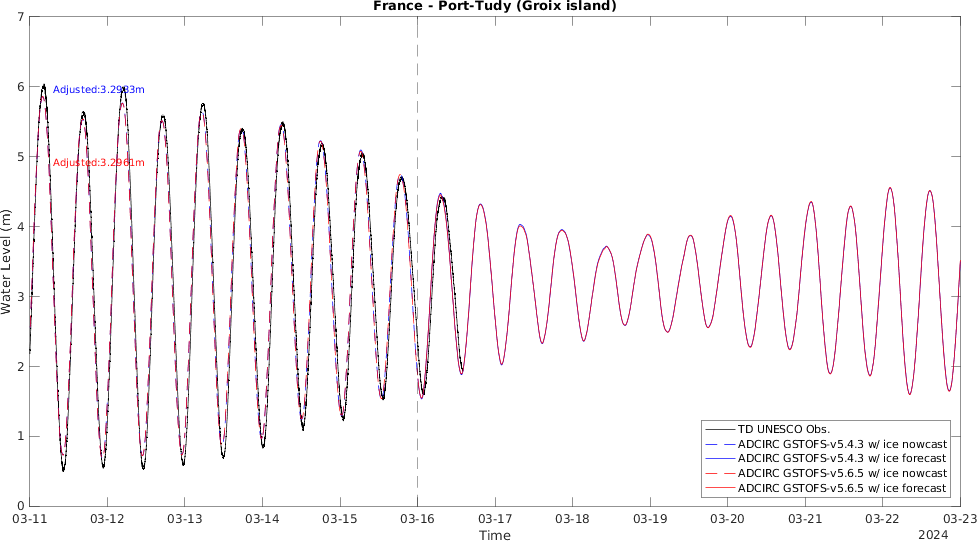 France - Port-Tudy (Groix island)
7
6
5
4
3
2
1
0
Water Level (m)
Adjusted:3.2983m
Adjusted:3.2961m
TD UNESCO Obs.
ADCIRC GSTOFS-v5.4.3 w/ ice nowcast
ADCIRC GSTOFS-v5.4.3 w/ ice forecast
ADCIRC GSTOFS-v5.6.5 w/ ice nowcast
ADCIRC GSTOFS-v5.6.5 w/ ice forecast
03-11 03-12 03-13 03-14 03-15 03-16 03-17 03-18 03-19 03-20 03-21 03-22 03-23
Time
2024